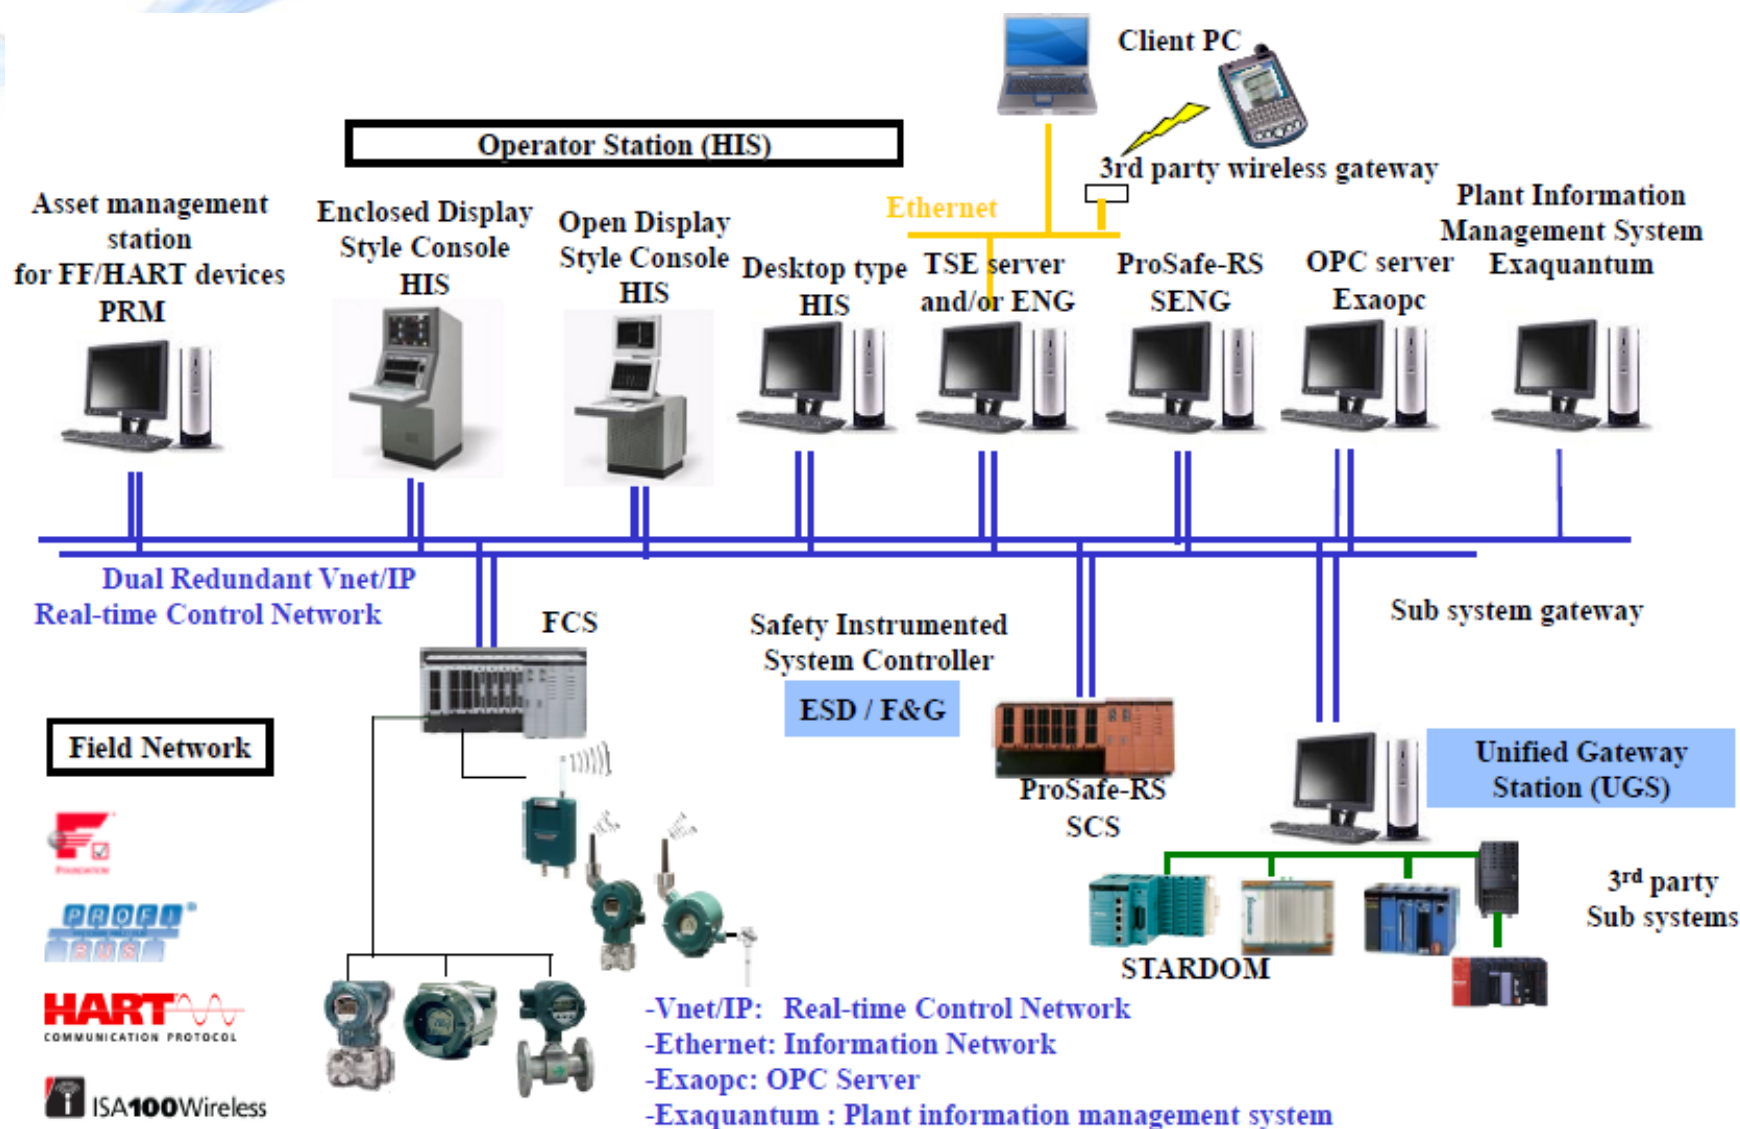 Client PC
Operator Station (HIS)
3rd party wireless gateway
Asset management
station
for FF/HART devices
PRM
Enclosed Display
Style Console
HIS
Open Display
Style Console
HIS
Desktop type
HIS
Ethernet
TSE server
and/or ENG
ProSafe-RS
SENG
OPC server
Exaopc
Plant Information
Management System
Exaquantum
Dual Redundant Vnet/IP
Real-time Control Network
FCS
Safety Instrumented
System Controller
ESD / F&G
Sub system gateway
Field Network
ProSafe-RS
SCS
Unified Gateway
Station (UGS)
3rd party
Sub systems
STARDOM
FOUNDATION
PROFI
BUS
HART
COMMUNICATION PROTOCOL
ISA100Wireless
-Vnet/IP: Real-time Control Network
-Ethernet: Information Network
-Exaopc: OPC Server
-Exaquantum : Plant information management system